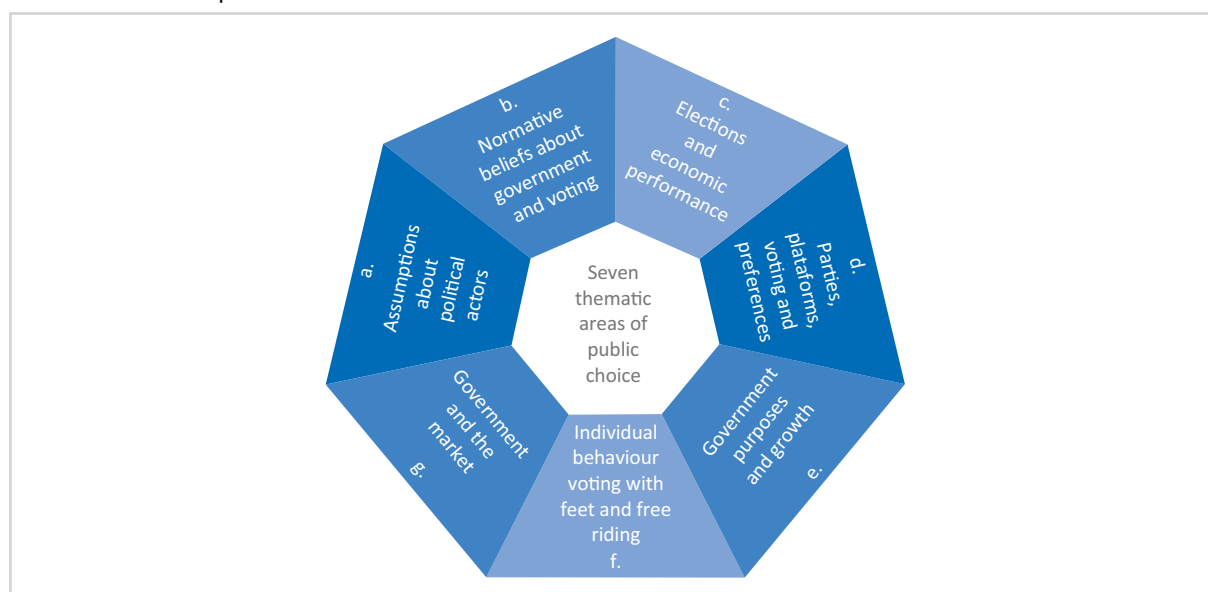 Seven
thematic
areas of
public
choice
a.
Assumptions
about
political
actors
b.
Normative
beliefs about
government
and voting
c.
Elections
and
economic
performance
d.
Parties,
plataforms,
voting and
preferences
Government
purposes
and growth
e.
Individual
behaviour
voting with
feet and free
riding
f.
Government
and the
market
g.